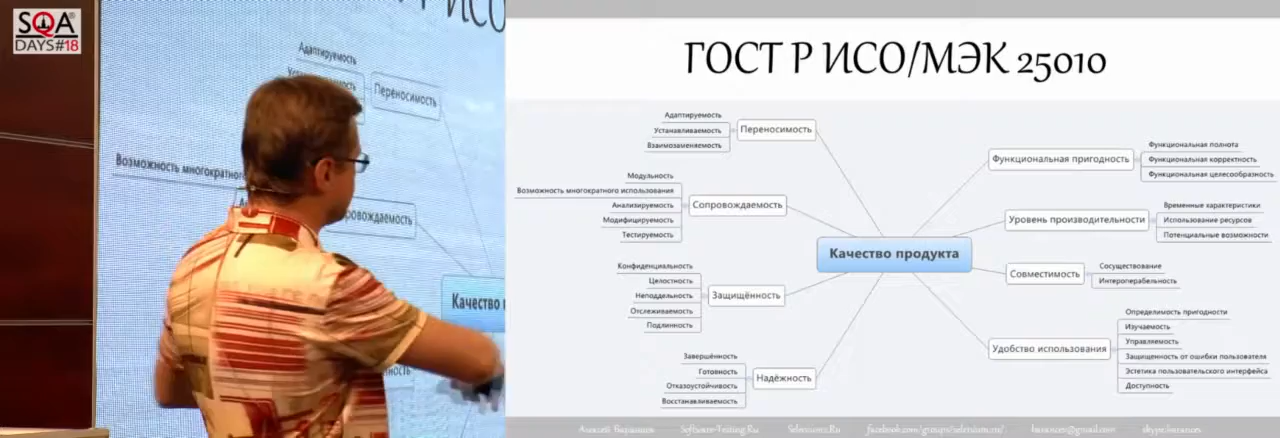 SQA
DAYS#18
Адаптируемость
Переносимость
Возможность многократного
Качество
ГОСТ Р ИСО/МЭК 25010
Адаптируемость
Устанавливаемость
Взаимозаменяемость
Переносимость
Модульность
Возможность многократного использования
Анализируемость
Модифицируемость
Тестируемость
Сопровождаемость
Конфиденциальность
Целостность
Неподдельность
Отслеживаемость
Подлинность
Защищённость
Завершённость
Готовность
Отказоустойчивость
Восстанавливаемость
Надёжность
Качество продукта
Функциональная пригодность
Функциональная полнота
Функциональная корректность
Функциональная целесообразность
Уровень производительности
Временные характеристики
Использование ресурсов
Потенциальные возможности
Совместимость
Сосуществование
Интероперабельность
Удобство использования
Определимость пригодности
Изучаемость
Управляемость
Защищенность от ошибки пользователя
Эстетика пользовательского интерфейса
Доступность
Software-Testing.Ru